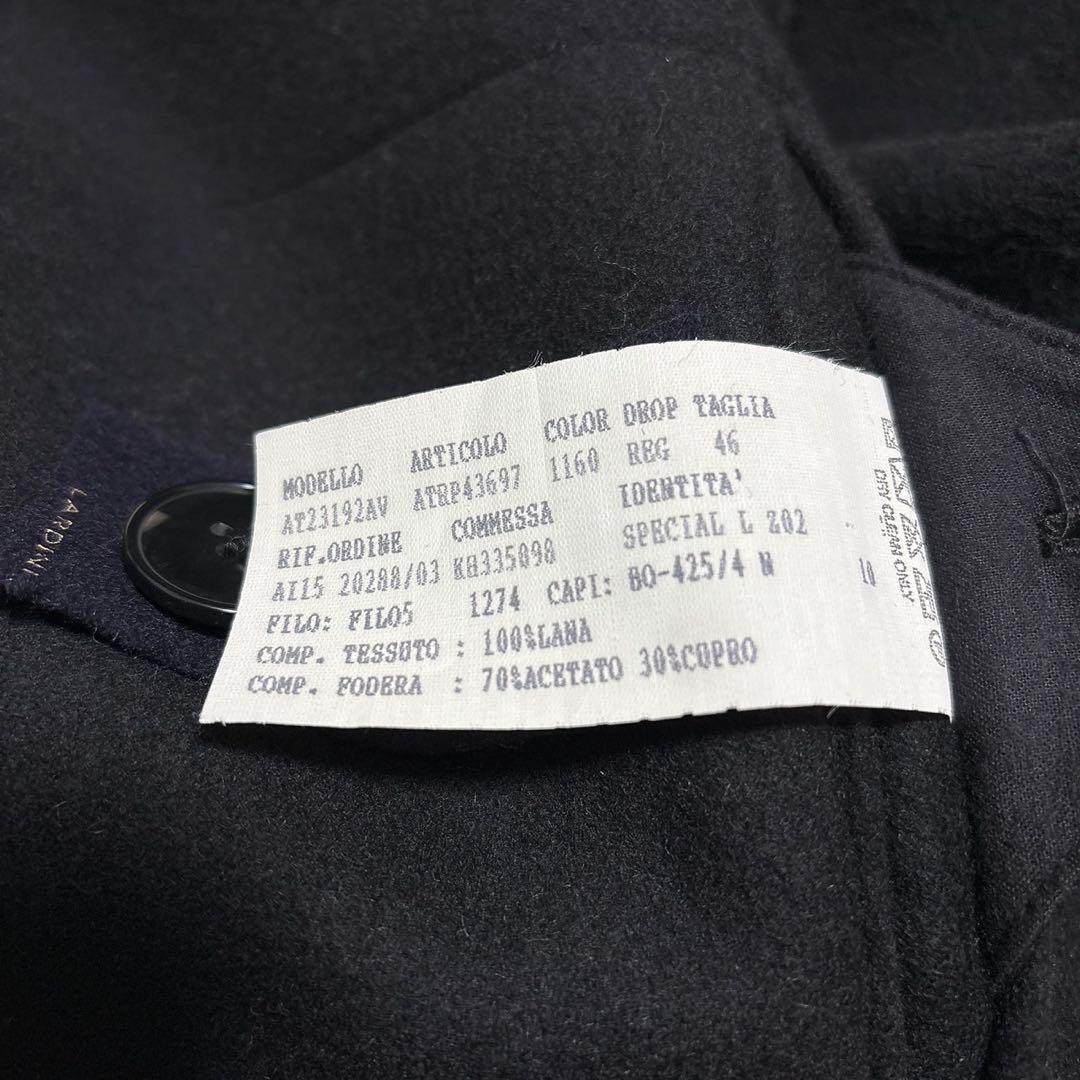 MODELLO ARTICOLO COLOR DROP TAGLIA
AT23192AV ATRP43697 1160 REG 46
RIF.ORDINE COMMESSA IDENTITA'
AI15 20288/03 KH335098 SPECIAL L Z02
FILO: FILO5 1274 CAPI: BO-425/4 N
COMP. TESSUTO : 100%LANA
COMP. FODERA : 70%ACETATO 30%CUPRO
10
DRY CLEAN ONLY
LARDINI